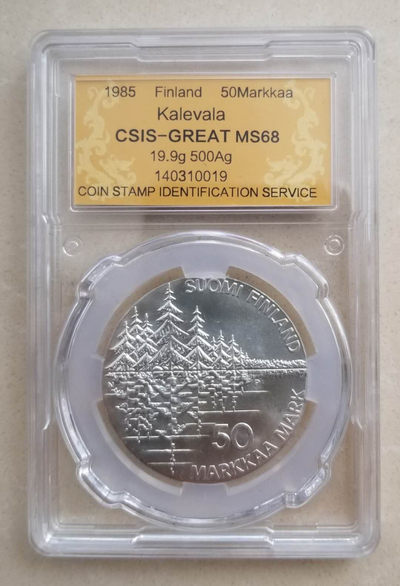 1985 Finland 50Markkaa
Kalevala
CSIS-GREAT MS68
19.9g 500Ag
140310019
COIN STAMP IDENTIFICATION SERVICE
SUOMI FINLAND
50
MARKKAA MARK